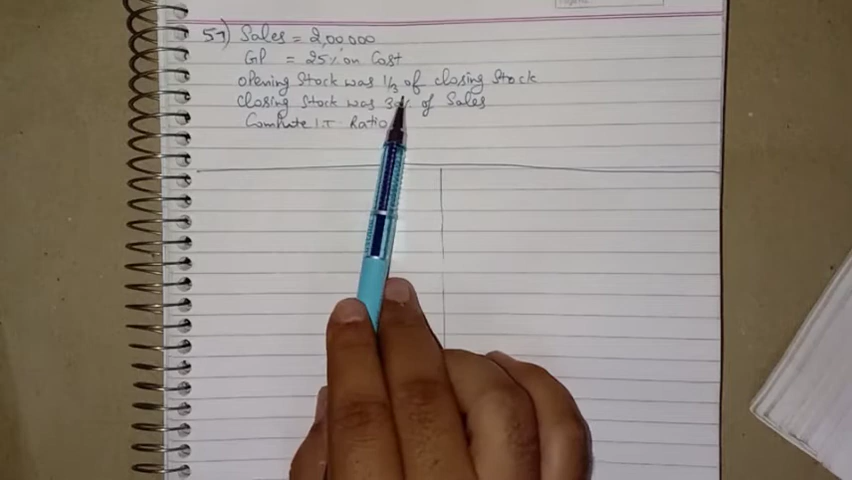 57) Sales = 2,00,000
GP = 25% on Cost
opening Stock was 1/3 of closing Stock
closing Stock was 30% of Sales
Compute I.T. Ratio